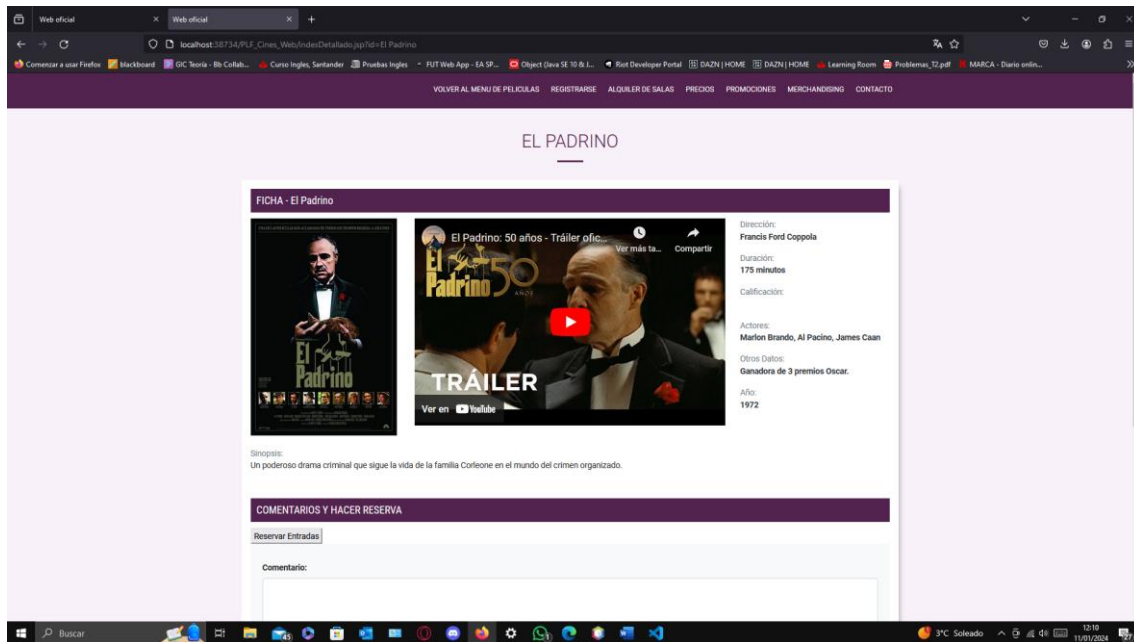 Web oficial
Web oficial
localhost:38734/PLF_Cines_Web/indexDetallado.jsp?id=El Padrino
Comenzar a usar Firefox
blackboard
GIC Teoría - Bb Collab...
Curso Ingles, Santander
Pruebas Ingles
FUT Web App - EA SP...
Object (Java SE 10 & J...
Riot Developer Portal
DAZN | HOME
DAZN | HOME
Learning Room
Problemas_T2.pdf
MARCA - Diario onlin...
VOLVER AL MENU DE PELICULAS
REGISTRARSE
ALQUILER DE SALAS
PRECIOS
PROMOCIONES
MERCHANDISING
CONTACTO
EL PADRINO
FICHA - El Padrino
El
Padrino
El Padrino: 50 años - Tráiler ofic...
Ver más ta...
Compartir
El
Padrino
50
AÑOS
TRÁILER
Ver en YouTube
Dirección:
Francis Ford Coppola
Duración:
175 minutos
Calificación:
Actores:
Marlon Brando, Al Pacino, James Caan
Otros Datos:
Ganadora de 3 premios Oscar.
Año:
1972
Sinopsis:
Un poderoso drama criminal que sigue la vida de la familia Corleone en el mundo del crimen organizado.
COMENTARIOS Y HACER RESERVA
Reservar Entradas
Comentario:
Buscar
45
3°C Soleado
12:10
11/01/2024